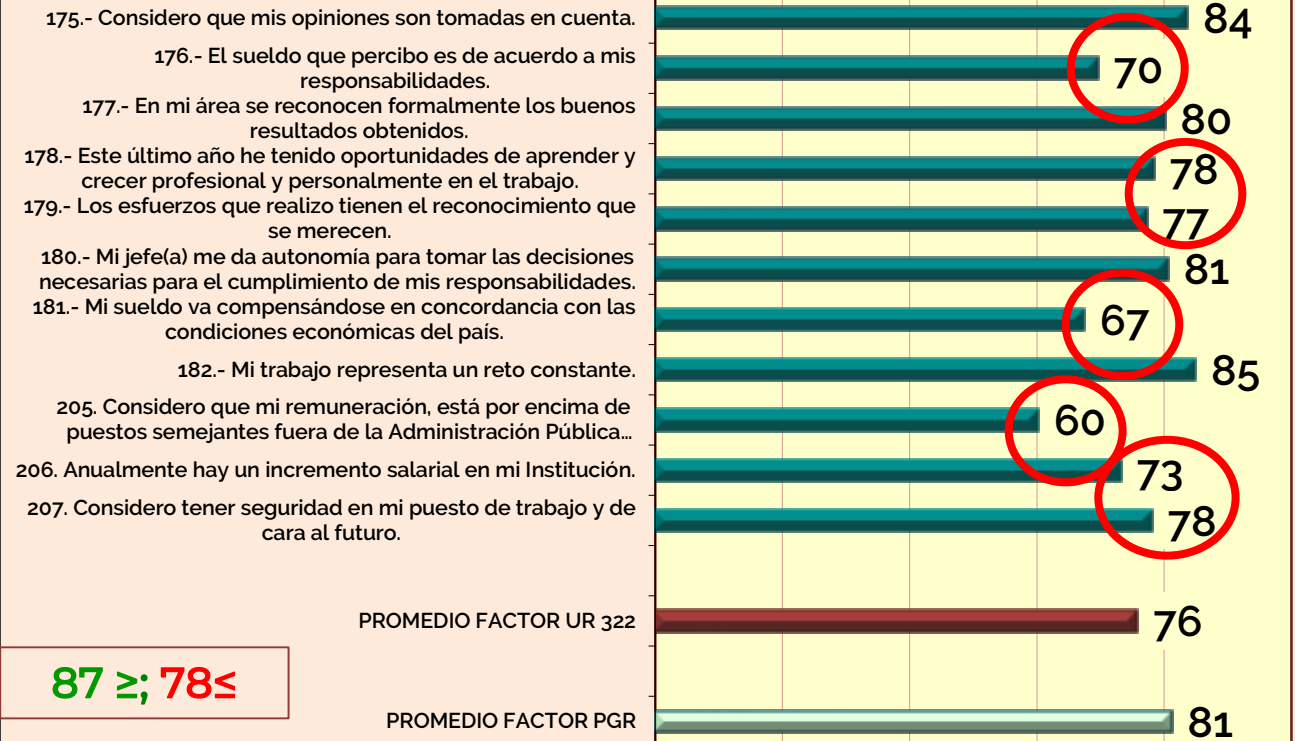 175.- Considero que mis opiniones son tomadas en cuenta.
84
176.- El sueldo que percibo es de acuerdo a mis
responsabilidades.
70
177.- En mi área se reconocen formalmente los buenos
resultados obtenidos.
80
178.- Este último año he tenido oportunidades de aprender y
crecer profesional y personalmente en el trabajo.
78
179.- Los esfuerzos que realizo tienen el reconocimiento que
se merecen.
77
180.- Mi jefe(a) me da autonomía para tomar las decisiones
necesarias para el cumplimiento de mis responsabilidades.
81
181.- Mi sueldo va compensándose en concordancia con las
condiciones económicas del país.
67
182.- Mi trabajo representa un reto constante.
85
205. Considero que mi remuneración, está por encima de
puestos semejantes fuera de la Administración Pública...
60
206. Anualmente hay un incremento salarial en mi Institución.
73
207. Considero tener seguridad en mi puesto de trabajo y de
cara al futuro.
78
PROMEDIO FACTOR UR 322
76
87 ≥; 78≤
PROMEDIO FACTOR PGR
81